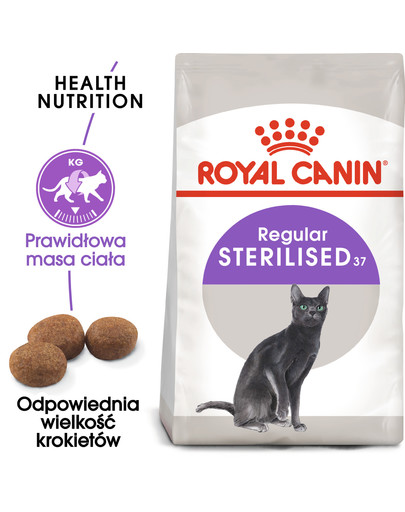 HEALTH
NUTRITION
KG
Prawidłowa
masa ciała
Odpowiednia
wielkość
krokietów
ROYAL CANIN®
Regular
STERILISED 37